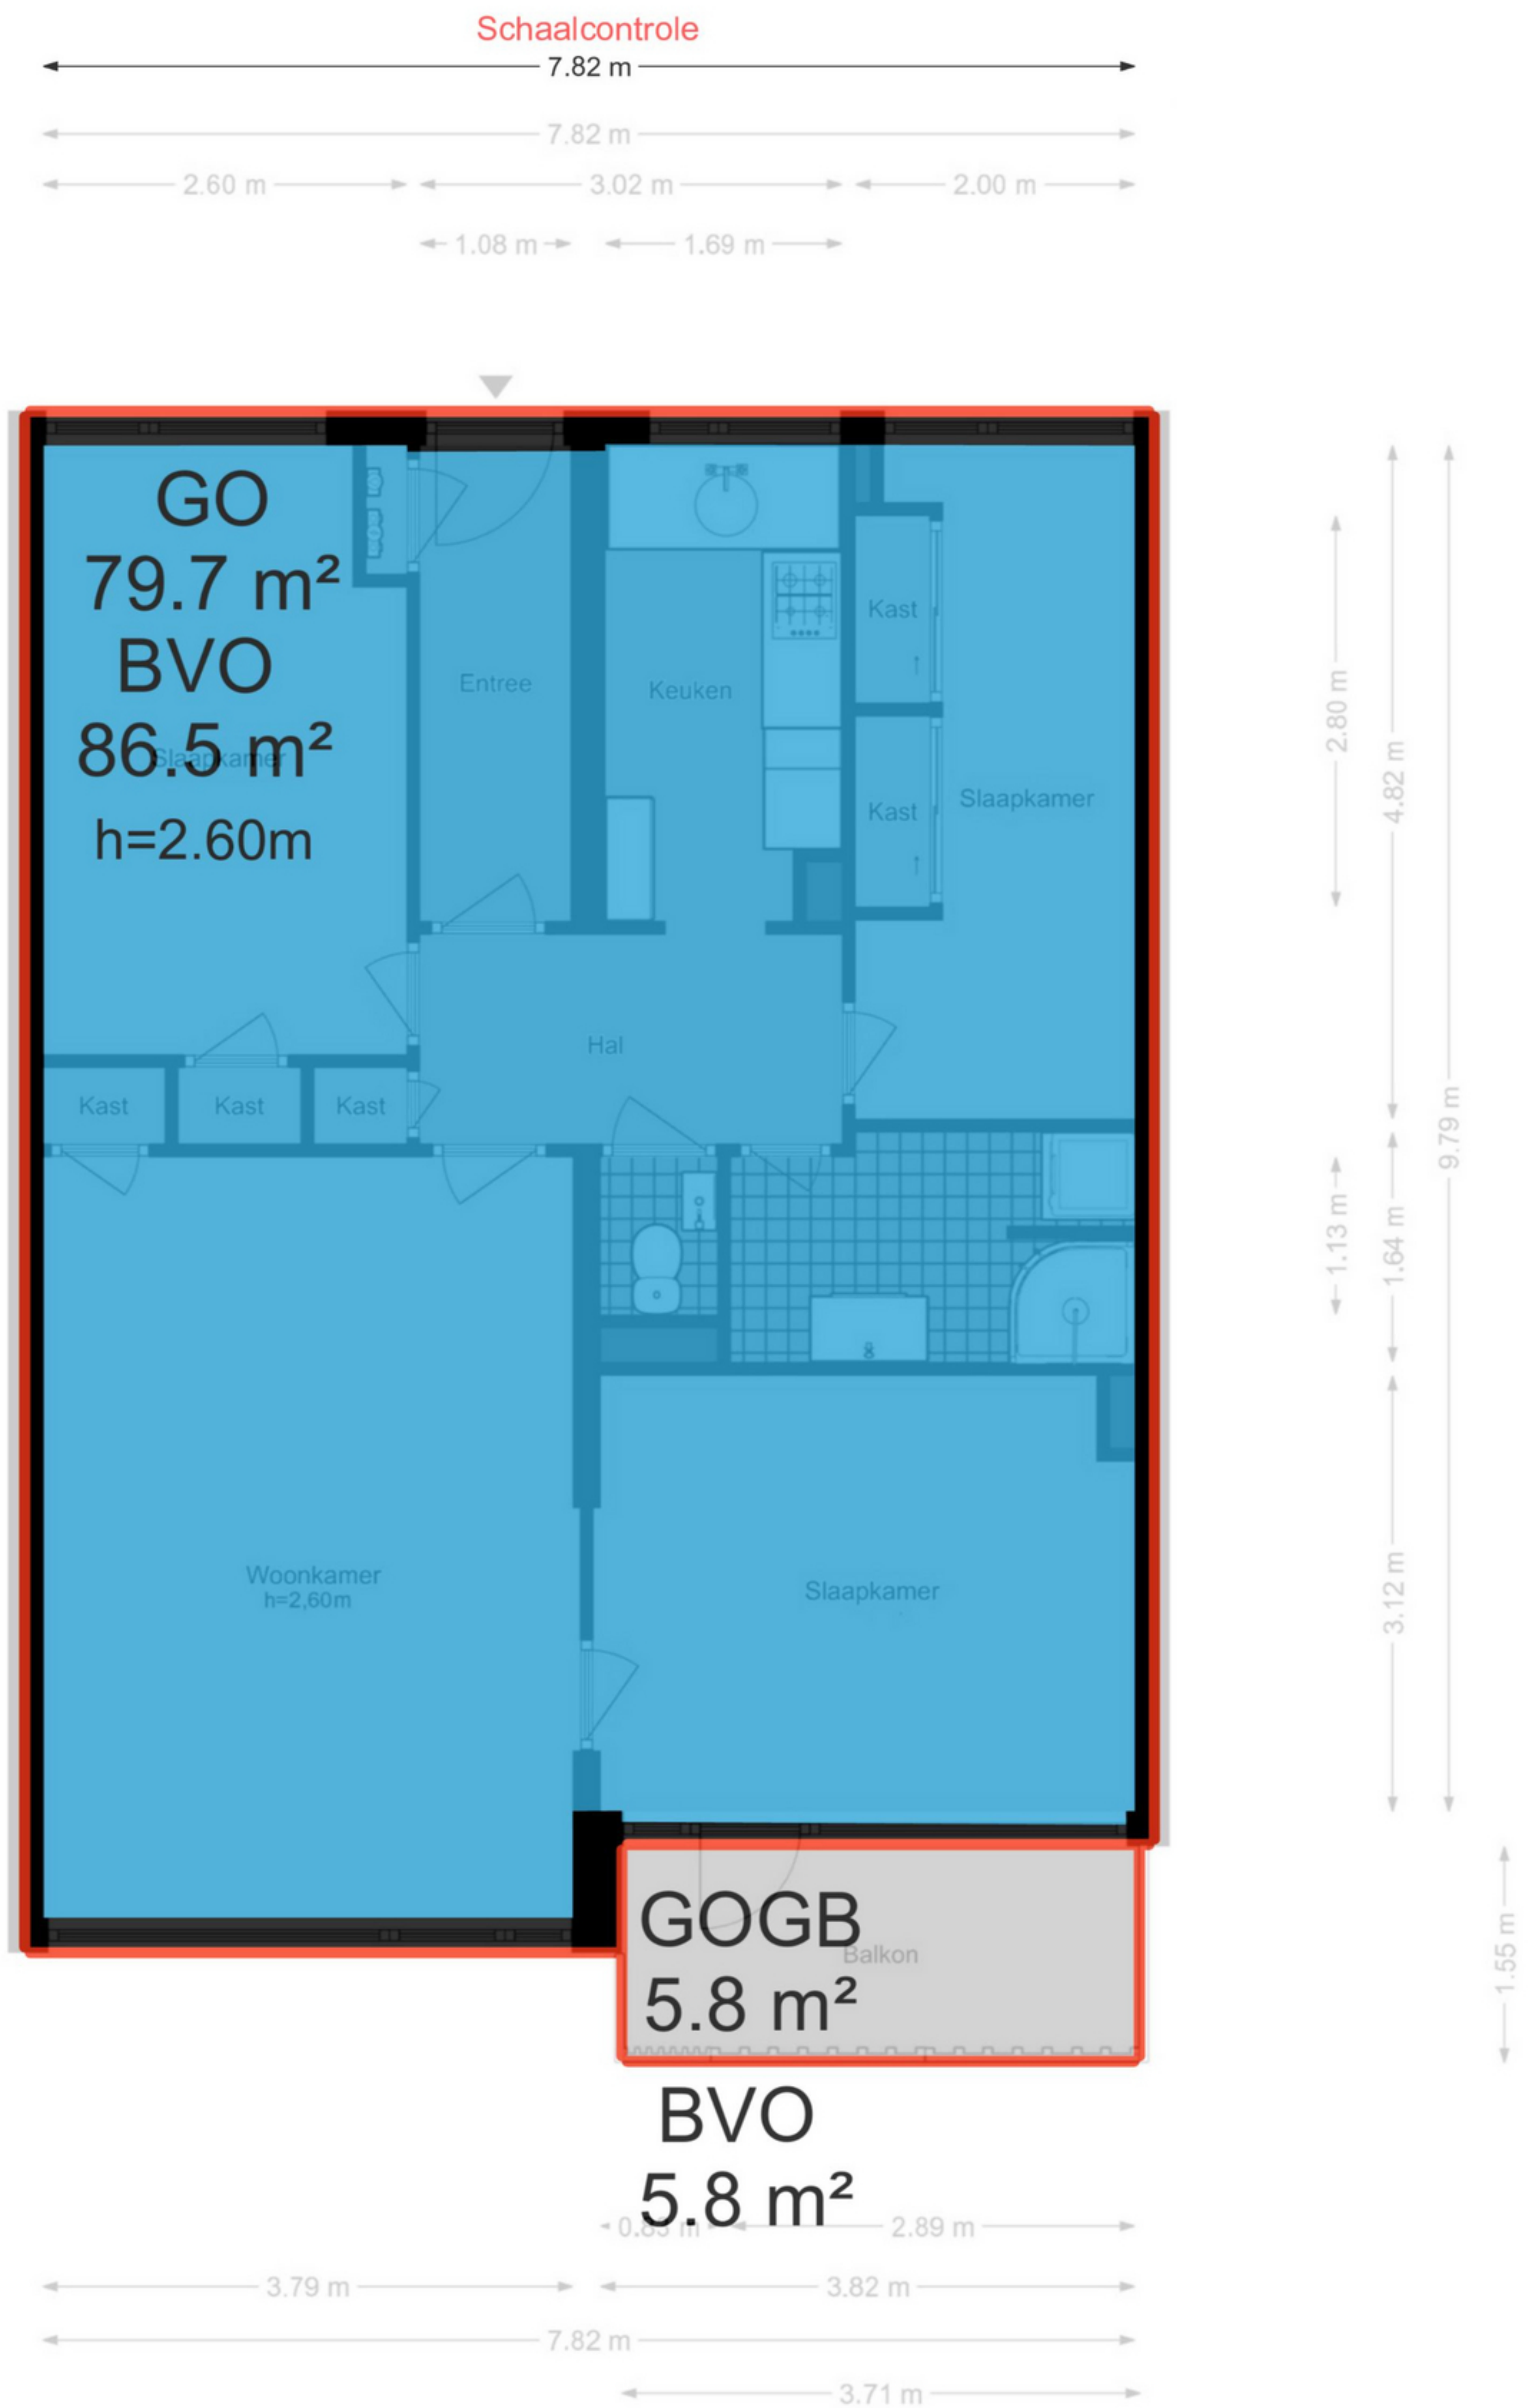 Schaalcontrole
7.82 m
7.82 m
2.60 m
3.02 m
2.00 m
1.08 m
1.69 m
GO
79.7 m²
BVO
86.5 m²
Slaapkamer
h=2.60m
Entree
Keuken
Kast
Kast
Slaapkamer
2.80 m
4.82 m
9.79 m
Hal
Kast
Kast
Kast
1.13 m
1.64 m
Woonkamer
h=2,60m
Slaapkamer
3.12 m
GOGB
Balkon
5.8 m²
1.55 m
BVO
5.8 m²
0.83 m
2.89 m
3.79 m
3.82 m
7.82 m
3.71 m